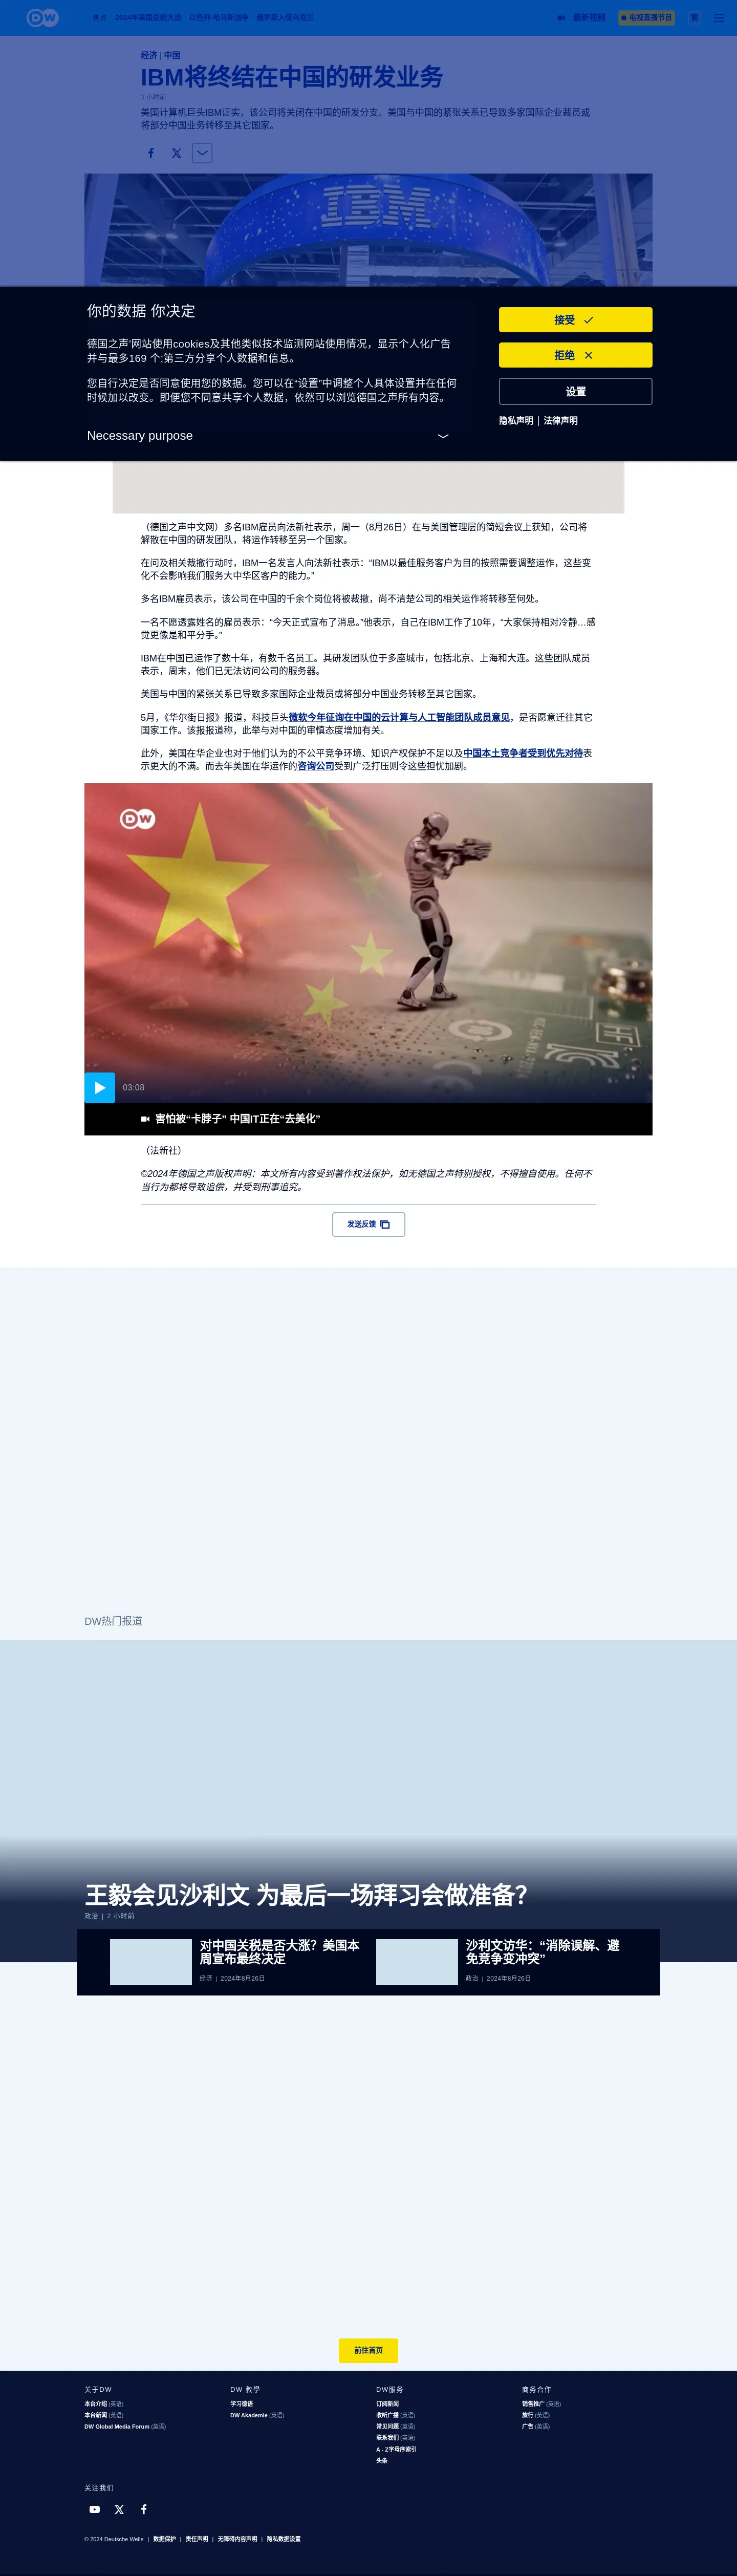 DW
热点 2024年美国总统大选 以色列-哈马斯战争 俄罗斯入侵乌克兰
最新视频
电视直播节目
繁
经济 | 中国
IBM将终结在中国的研发业务
3 小时前
美国计算机巨头IBM证实，该公司将关闭在中国的研发分支。美国与中国的紧张关系已导致多家国际企业裁员或
将部分中国业务转移至其它国家。
IBM
你的数据 你决定
德国之声'网站使用cookies及其他类似技术监测网站使用情况，显示个人化广告
并与最多169 个;第三方分享个人数据和信息。
您自行决定是否同意使用您的数据。您可以在“设置”中调整个人具体设置并在任何
时候加以改变。即便您不同意共享个人数据，依然可以浏览德国之声所有内容。
Necessary purpose
接受
拒绝
设置
隐私声明 | 法律声明
（德国之声中文网）多名IBM雇员向法新社表示，周一（8月26日）在与美国管理层的简短会议上获知，公司将
解散在中国的研发团队，将运作转移至另一个国家。
在问及相关裁撤行动时，IBM一名发言人向法新社表示：“IBM以最佳服务客户为目的按照需要调整运作，这些变
化不会影响我们服务大中华区客户的能力。”
多名IBM雇员表示，该公司在中国的千余个岗位将被裁撤，尚不清楚公司的相关运作将转移至何处。
一名不愿透露姓名的雇员表示：“今天正式宣布了消息。”他表示，自己在IBM工作了10年，“大家保持相对冷静…感
觉更像是和平分手。”
IBM在中国已运作了数十年，有数千名员工。其研发团队位于多座城市，包括北京、上海和大连。这些团队成员
表示，周末，他们已无法访问公司的服务器。
美国与中国的紧张关系已导致多家国际企业裁员或将部分中国业务转移至其它国家。
5月，《华尔街日报》报道，科技巨头微软今年征询在中国的云计算与人工智能团队成员意见，是否愿意迁往其它
国家工作。该报报道称，此举与对中国的审慎态度增加有关。
此外，美国在华企业也对于他们认为的不公平竞争环境、知识产权保护不足以及中国本土竞争者受到优先对待表
示更大的不满。而去年美国在华运作的咨询公司受到广泛打压则令这些担忧加剧。
DW
03:08
害怕被“卡脖子” 中国IT正在“去美化”
（法新社）
©2024年德国之声版权声明：本文所有内容受到著作权法保护，如无德国之声特别授权，不得擅自使用。任何不
当行为都将导致追偿，并受到刑事追究。
发送反馈
DW热门报道
王毅会见沙利文 为最后一场拜习会做准备？
政治 | 2 小时前
对中国关税是否大涨？美国本
周宣布最终决定
经济 | 2024年8月26日
沙利文访华：“消除误解、避
免竞争变冲突”
政治 | 2024年8月26日
前往首页
关于DW
本台介绍 (英语)
本台新闻 (英语)
DW Global Media Forum (英语)
DW 教學
学习德语
DW Akademie (英语)
DW服务
订阅新闻
收听广播 (英语)
常见问题 (英语)
联系我们 (英语)
A - Z字母序索引
头条
商务合作
销售推广 (英语)
旅行 (英语)
广告 (英语)
关注我们
© 2024 Deutsche Welle | 数据保护 | 责任声明 | 无障碍内容声明 | 隐私数据设置